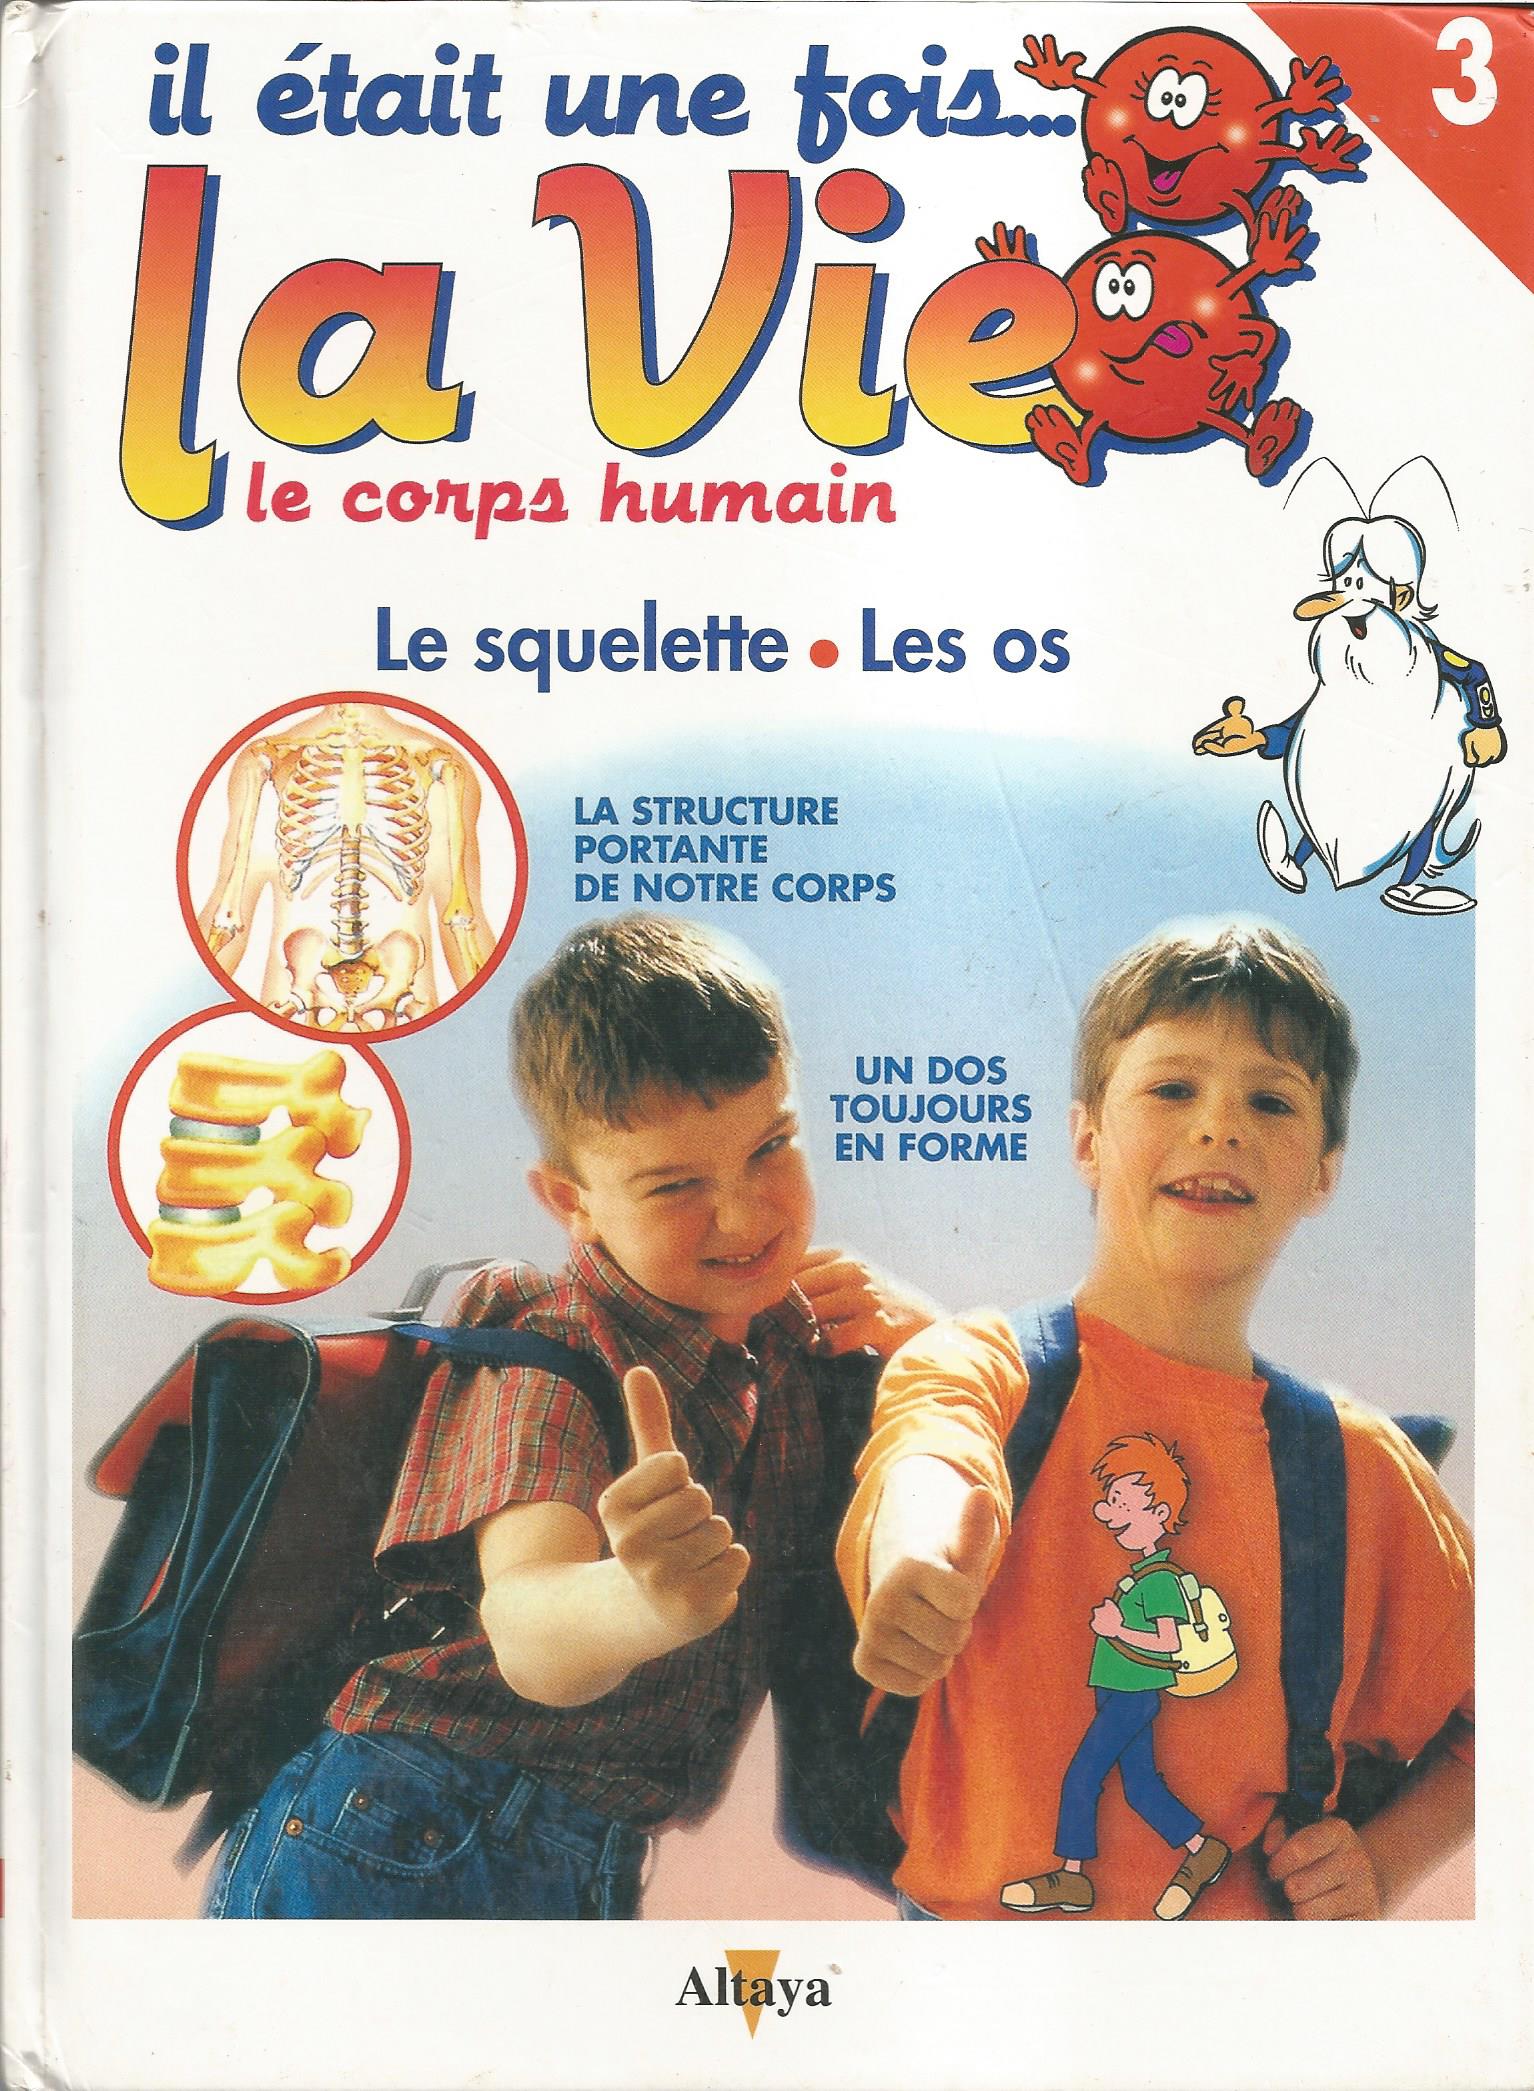 3
il était une fois...
la Vie
le corps humain
Le squelette • Les os
LA STRUCTURE
PORTANTE
DE NOTRE CORPS
UN DOS
TOUJOURS
EN FORME
Altaya